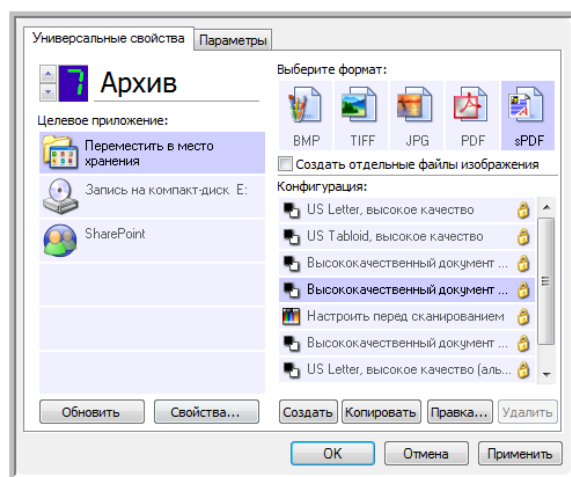 Универсальные свойства
Параметры
7
Архив
Целевое приложение:
Переместить в место
хранения
Запись на компакт-диск E:
SharePoint
Обновить
Свойства...
Выберите формат:
BMP
TIFF
JPG
PDF
sPDF
Создать отдельные файлы изображения
Конфигурация:
US Letter, высокое качество
US Tabloid, высокое качество
Высококачественный документ ...
Высококачественный документ ...
Настроить перед сканированием
Высококачественный документ ...
US Letter, высокое качество (аль...
Создать
Копировать
Правка...
Удалить
OK
Отмена
Применить